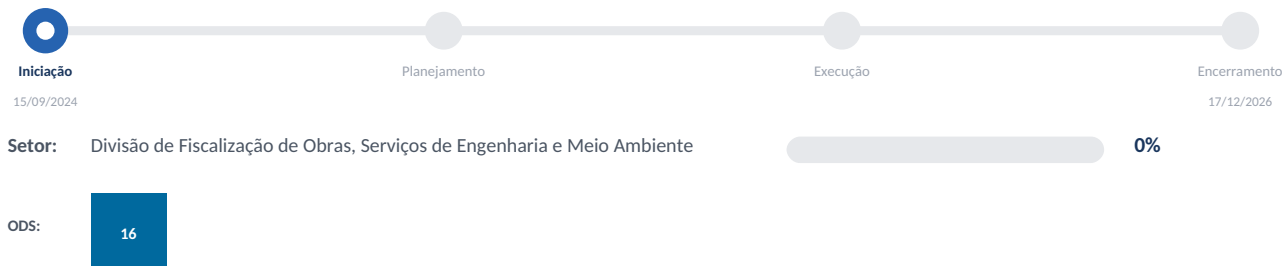 Iniciação Planejamento Execução Encerramento
15/09/2024 17/12/2026
Setor: Divisão de Fiscalização de Obras, Serviços de Engenharia e Meio Ambiente 0%
ODS: 16